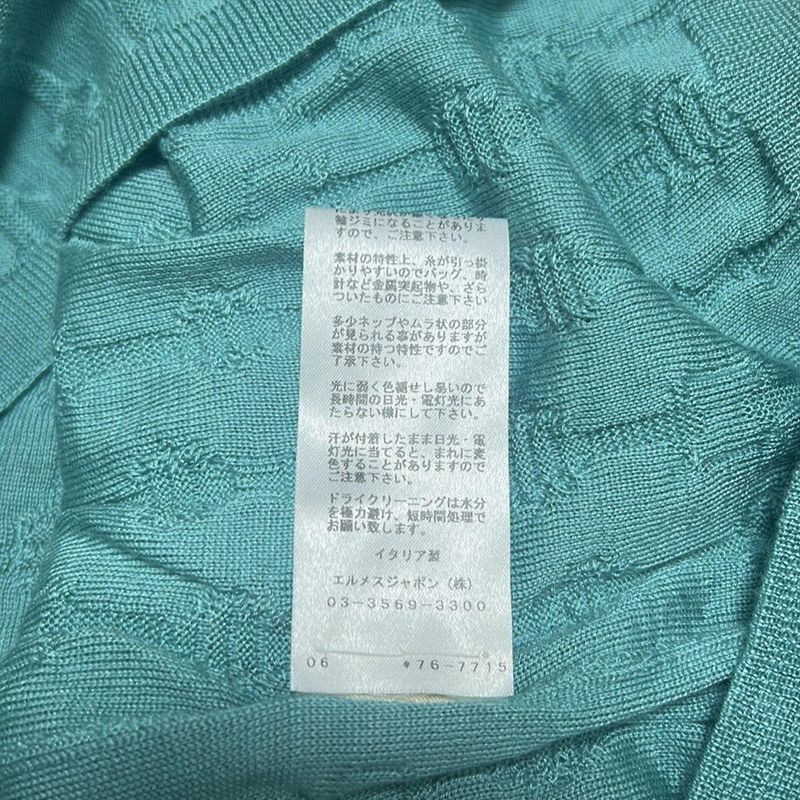 輪ジミになることがありま
すので、ご注意下さい。
素材の特性上、糸が引っ掛
かりやすいのでバッグ、時
計など金属突起物や、ざら
ついたものにご注意下さい
多少ネップやムラ状の部分
が見られる事がありますが
素材の持つ特性ですのでご
了承下さい。
光に弱く色褪せし易いので
長時間の日光・電灯光にあ
たらない様にして下さい。
汗が付着したまま日光・電
灯光に当てると、まれに変
色することがありますので
ご注意下さい。
ドライクリーニングは水分
を極力避け、短時間処理で
お願い致します。
イタリア製
エルメスジャポン（株）
03-3569-3300
06 *76-7715